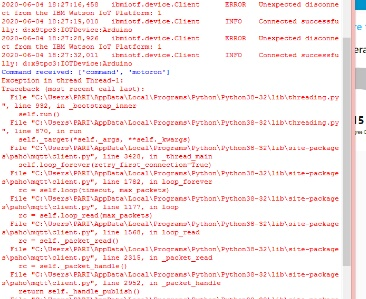 2020-06-04 18:27:16,658   ibmiotf.device.Client      ERROR   Unexpected disconne
ct from the IBM Watson IoT Platform: 1
2020-06-04 18:27:19,010   ibmiotf.device.Client      INFO    Connected successfu
lly: d:x9tpo3:IOTDevice:Arduino
2020-06-04 18:27:28,926   ibmiotf.device.Client      ERROR   Unexpected disconne
ct from the IBM Watson IoT Platform: 1
2020-06-04 18:27:32,011   ibmiotf.device.Client      INFO    Connected successfu
lly: d:x9tpo3:IOTDevice:Arduino
Command received: ['command', 'motoron']
Exception in thread Thread-1:
Traceback (most recent call last):
  File "C:\Users\PARI\AppData\Local\Programs\Python\Python38-32\lib\threading.py
", line 932, in _bootstrap_inner
    self.run()
  File "C:\Users\PARI\AppData\Local\Programs\Python\Python38-32\lib\threading.py
", line 870, in run
    self._target(*self._args, **self._kwargs)
  File "C:\Users\PARI\AppData\Local\Programs\Python\Python38-32\lib\site-package
s\paho\mqtt\client.py", line 3428, in _thread_main
    self.loop_forever(retry_first_connection=True)
  File "C:\Users\PARI\AppData\Local\Programs\Python\Python38-32\lib\site-package
s\paho\mqtt\client.py", line 1782, in loop_forever
    rc = self.loop(timeout, max_packets)
  File "C:\Users\PARI\AppData\Local\Programs\Python\Python38-32\lib\site-package
s\paho\mqtt\client.py", line 1177, in loop
    rc = self.loop_read(max_packets)
  File "C:\Users\PARI\AppData\Local\Programs\Python\Python38-32\lib\site-package
s\paho\mqtt\client.py", line 1568, in loop_read
    rc = self._packet_read()
  File "C:\Users\PARI\AppData\Local\Programs\Python\Python38-32\lib\site-package
s\paho\mqtt\client.py", line 2315, in _packet_read
    rc = self._packet_handle()
  File "C:\Users\PARI\AppData\Local\Programs\Python\Python38-32\lib\site-package
s\paho\mqtt\client.py", line 2952, in _packet_handle
    return self._handle_publish()